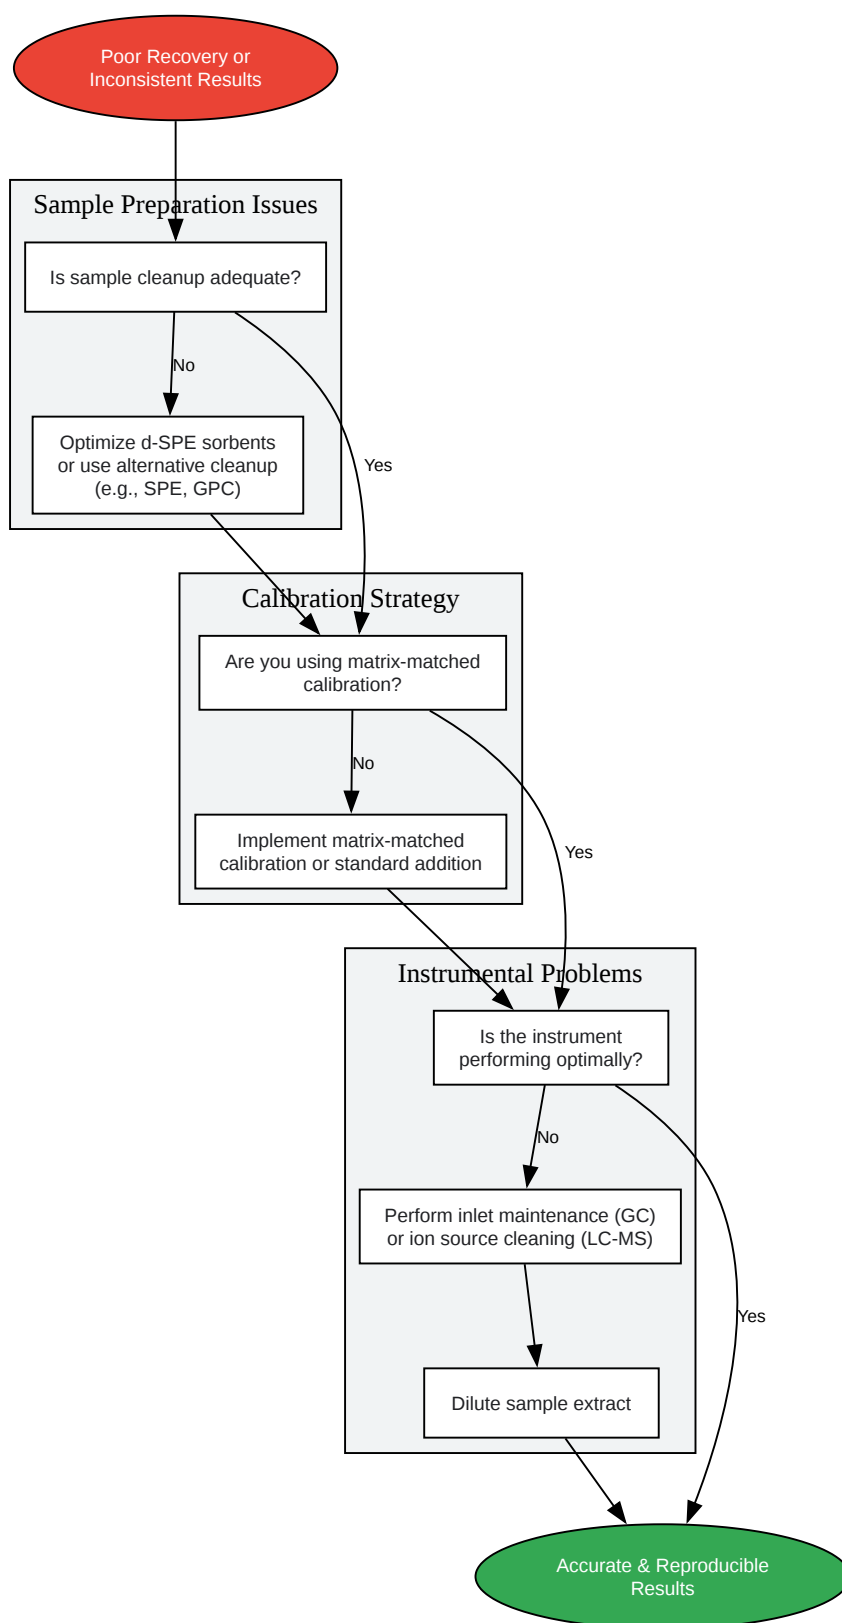 Poor Recovery or
Inconsistent Results
Sample Preparation Issues
Is sample cleanup adequate?
No
Optimize d-SPE sorbents
or use alternative cleanup
(e.g., SPE, GPC)
Yes
Calibration Strategy
Are you using matrix-matched
calibration?
No
Implement matrix-matched
calibration or standard addition
Yes
Instrumental Problems
Is the instrument
performing optimally?
No
Perform inlet maintenance (GC)
or ion source cleaning (LC-MS)
Yes
Dilute sample extract
Accurate & Reproducible
Results